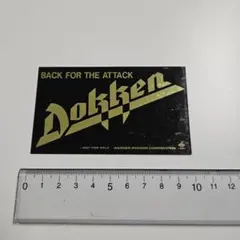 BACK FOR THE ATTACK
Dokken
0 1 2 3 4 5 6 7 8 9 10 11 12